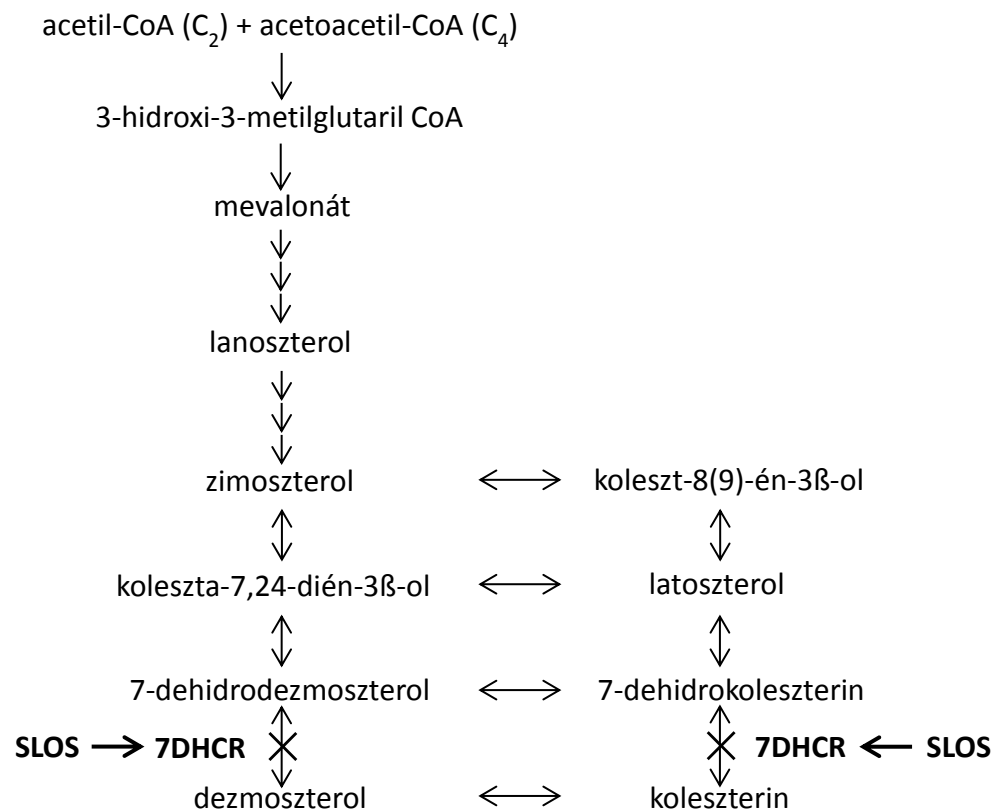 acetil-CoA (C2) + acetoacetil-CoA (C4)
3-hidroxi-3-metilglutaril CoA
mevalonát
lanoszterol
zimoszterol koleszt-8(9)-én-3ß-ol
koleszta-7,24-dién-3ß-ol latoszterol
7-dehidrodezmoszterol 7-dehidrokoleszterin
SLOS 7DHCR 7DHCR SLOS
dezmoszterol koleszterin